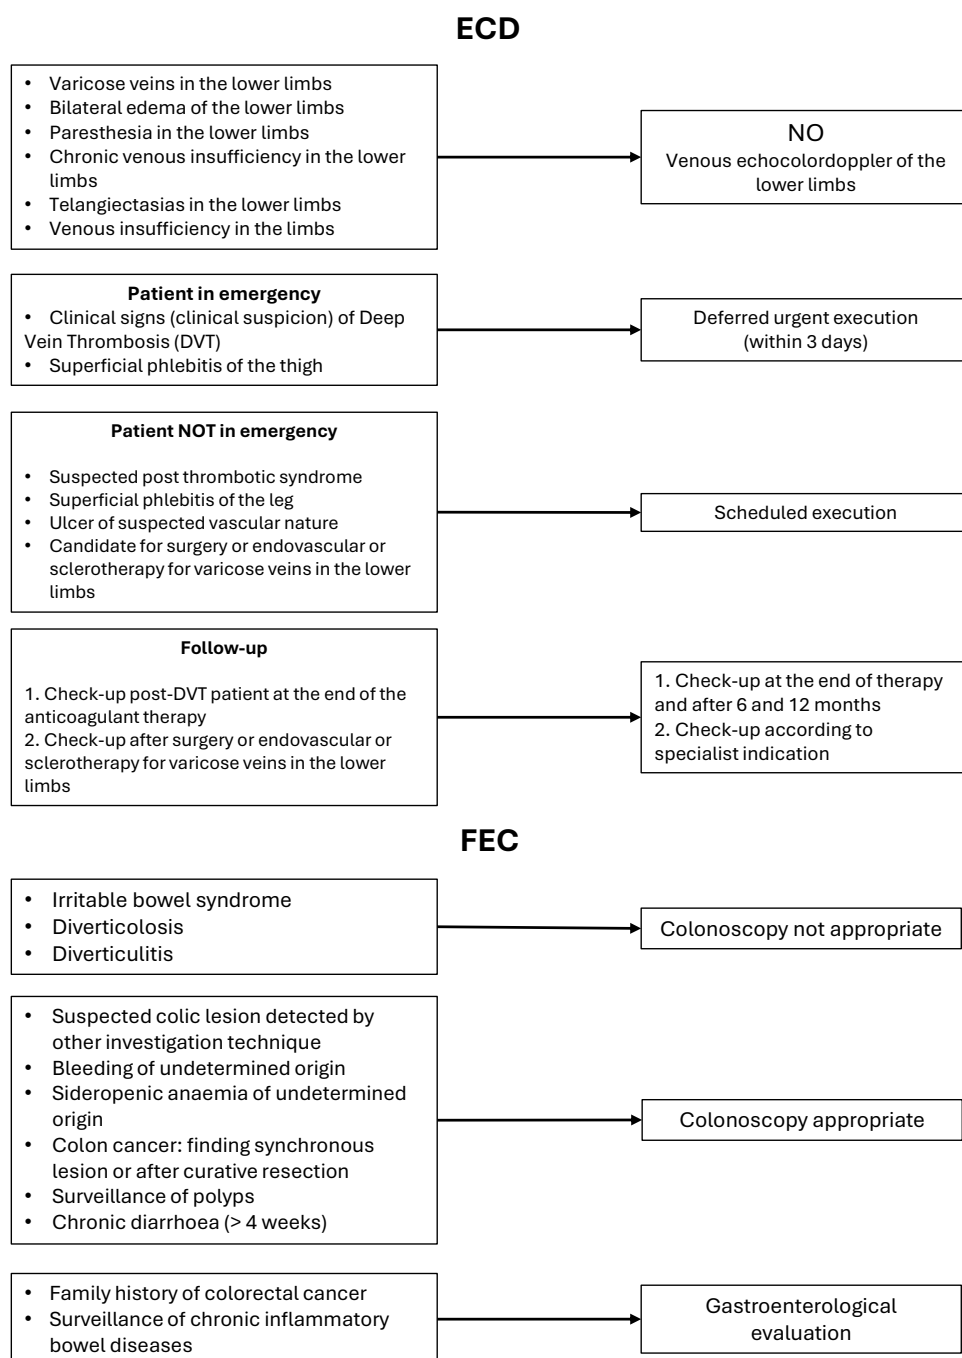 ECD
• Varicose veins in the lower limbs
• Bilateral edema of the lower limbs
• Paresthesia in the lower limbs
• Chronic venous insufficiency in the lower
limbs
• Telangiectasias in the lower limbs
• Venous insufficiency in the limbs
NO
Venous echocolordoppler of the
lower limbs
Patient in emergency
• Clinical signs (clinical suspicion) of Deep
Vein Thrombosis (DVT)
• Superficial phlebitis of the thigh
Deferred urgent execution
(within 3 days)
Patient NOT in emergency
• Suspected post thrombotic syndrome
• Superficial phlebitis of the leg
• Ulcer of suspected vascular nature
• Candidate for surgery or endovascular or
sclerotherapy for varicose veins in the lower
limbs
Scheduled execution
Follow-up
1. Check-up post-DVT patient at the end of the
anticoagulant therapy
2. Check-up after surgery or endovascular or
sclerotherapy for varicose veins in the lower
limbs
1. Check-up at the end of therapy
and after 6 and 12 months
2. Check-up according to
specialist indication
FEC
• Irritable bowel syndrome
• Diverticolosis
• Diverticulitis
Colonoscopy not appropriate
• Suspected colic lesion detected by
other investigation technique
• Bleeding of undetermined origin
• Sideropenic anaemia of undetermined
origin
• Colon cancer: finding synchronous
lesion or after curative resection
• Surveillance of polyps
• Chronic diarrhoea (> 4 weeks)
Colonoscopy appropriate
• Family history of colorectal cancer
• Surveillance of chronic inflammatory
bowel diseases
Gastroenterological
evaluation